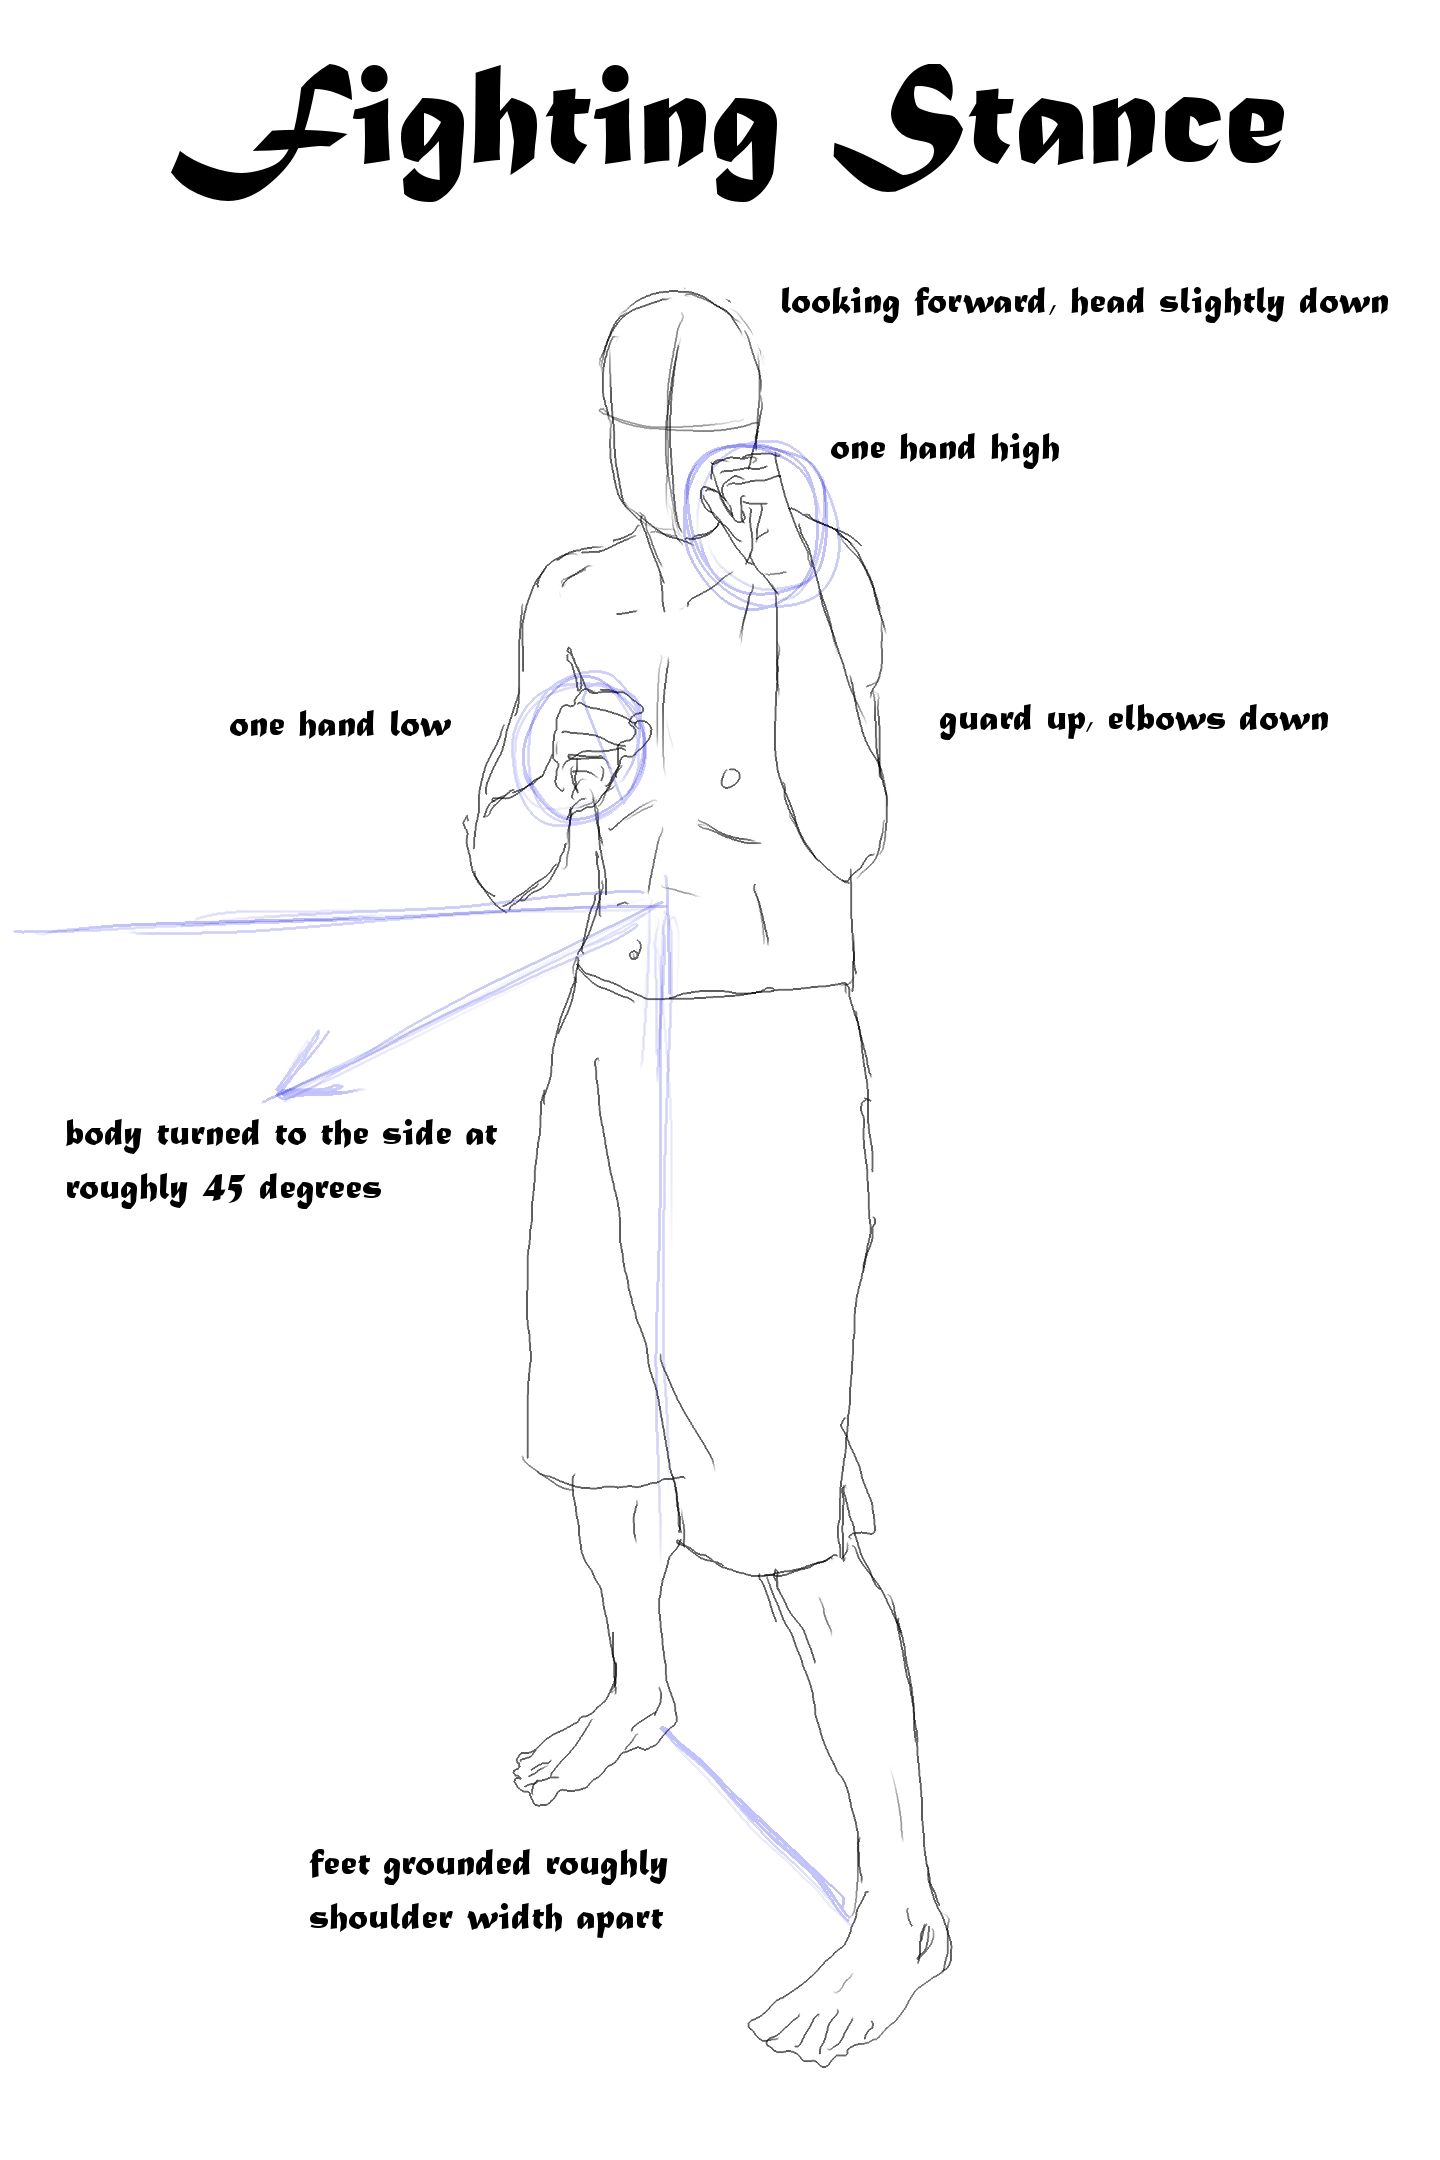 Fighting Stance
looking forward, head slightly down
one hand high
one hand low
guard up, elbows down
body turned to the side at
roughly 45 degrees
feet grounded roughly
shoulder width apart